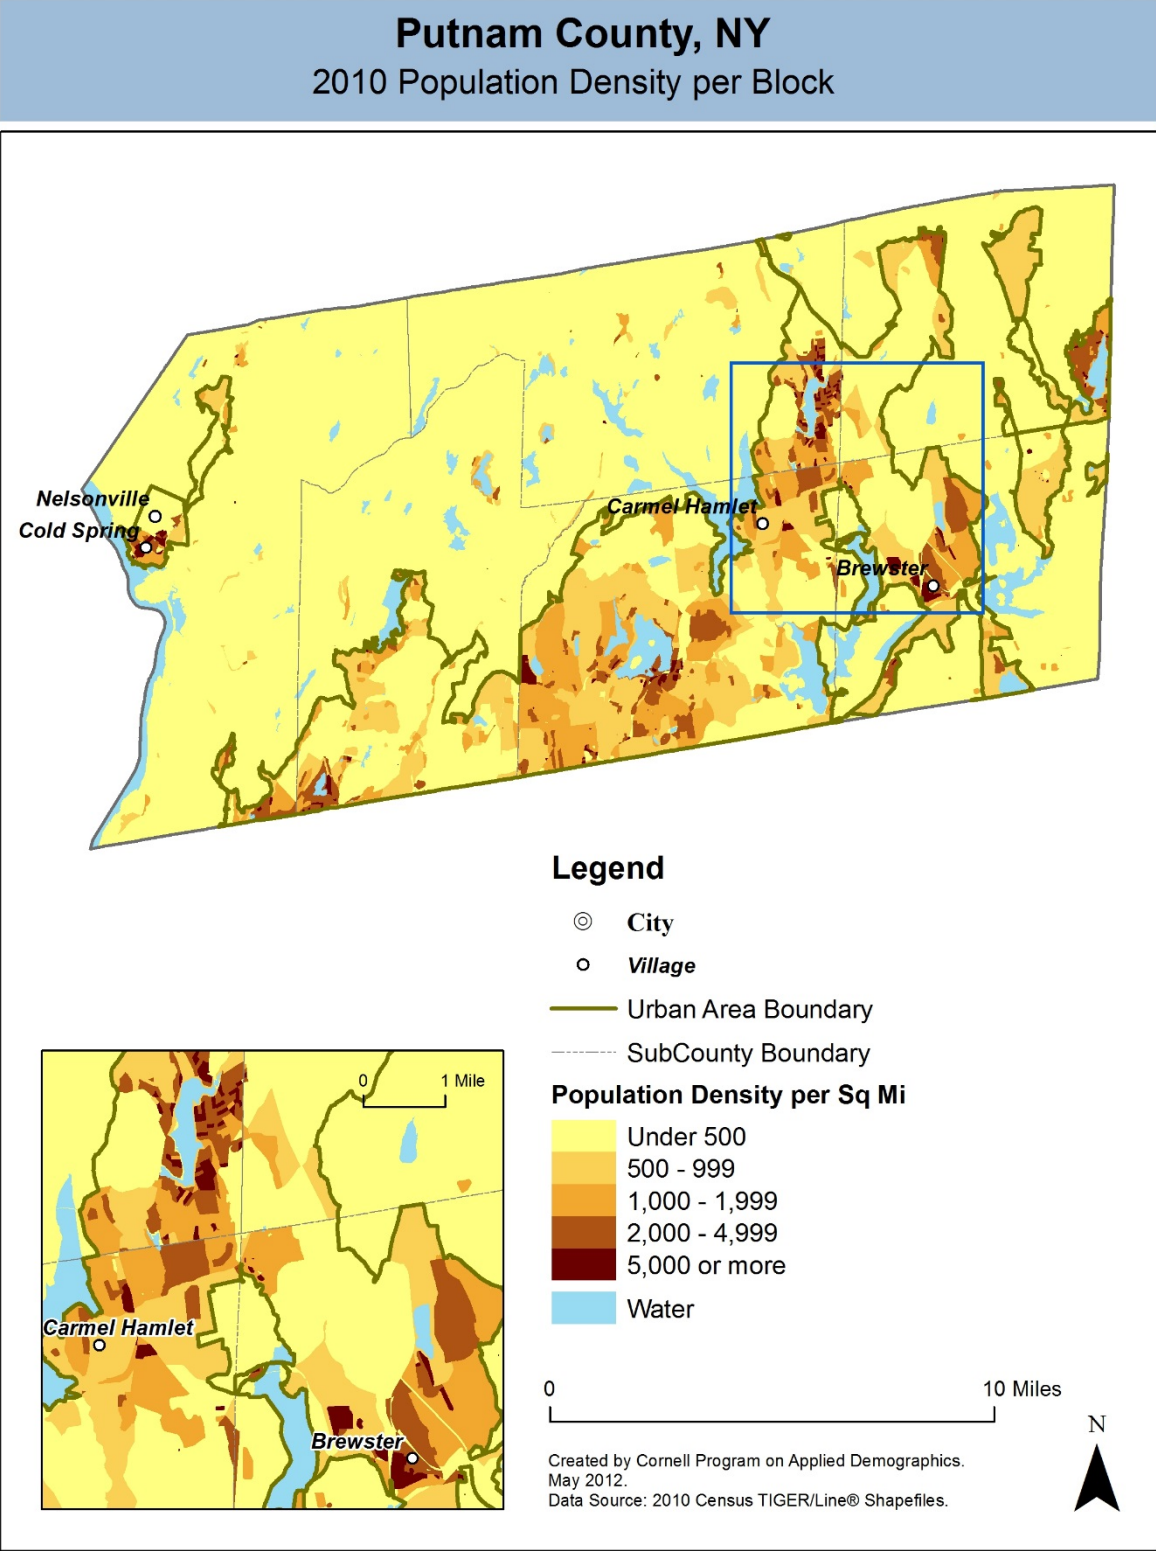 Putnam County, NY
2010 Population Density per Block
Nelsonville
Cold Spring
Carmel Hamlet
Brewster
Legend
City
Village
Urban Area Boundary
SubCounty Boundary
Population Density per Sq Mi
Under 500
500 - 999
1,000 - 1,999
2,000 - 4,999
5,000 or more
Water
0 1 Mile
Carmel Hamlet
Brewster
0 10 Miles
N
Created by Cornell Program on Applied Demographics.
May 2012.
Data Source: 2010 Census TIGER/Line® Shapefiles.